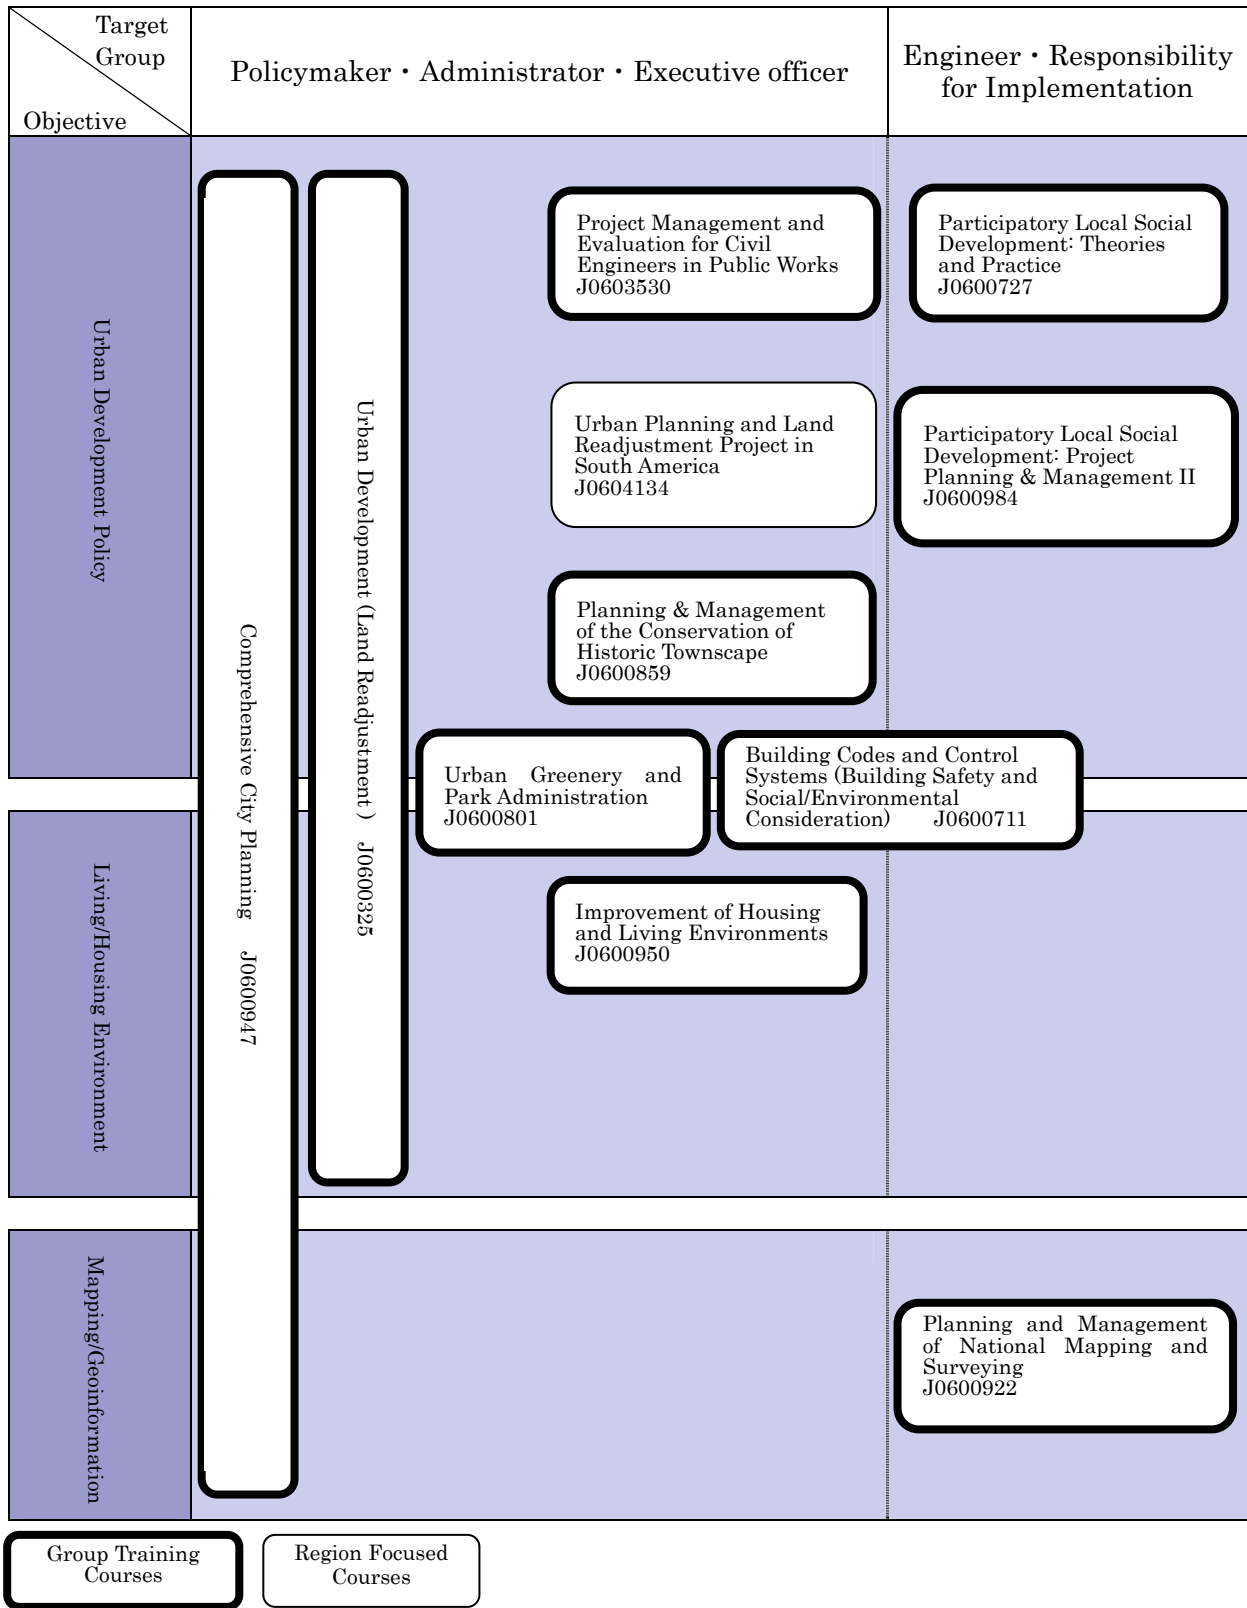 Target
Group
Objective
Policymaker・Administrator・Executive officer
Engineer・Responsibility
for Implementation
Urban Development Policy
Comprehensive City Planning J0600947
Urban Development (Land Readjustment) J0600325
Project Management and
Evaluation for Civil
Engineers in Public Works
J0603530
Participatory Local Social
Development: Theories
and Practice
J0600727
Urban Planning and Land
Readjustment Project in
South America
J0604134
Participatory Local Social
Development: Project
Planning & Management II
J0600984
Planning & Management
of the Conservation of
Historic Townscape
J0600859
Urban Greenery and
Park Administration
J0600801
Building Codes and Control
Systems (Building Safety and
Social/Environmental
Consideration) J0600711
Living/Housing Environment
Improvement of Housing
and Living Environments
J0600950
Mapping/Geoinformation
Planning and Management
of National Mapping and
Surveying
J0600922
Group Training
Courses
Region Focused
Courses